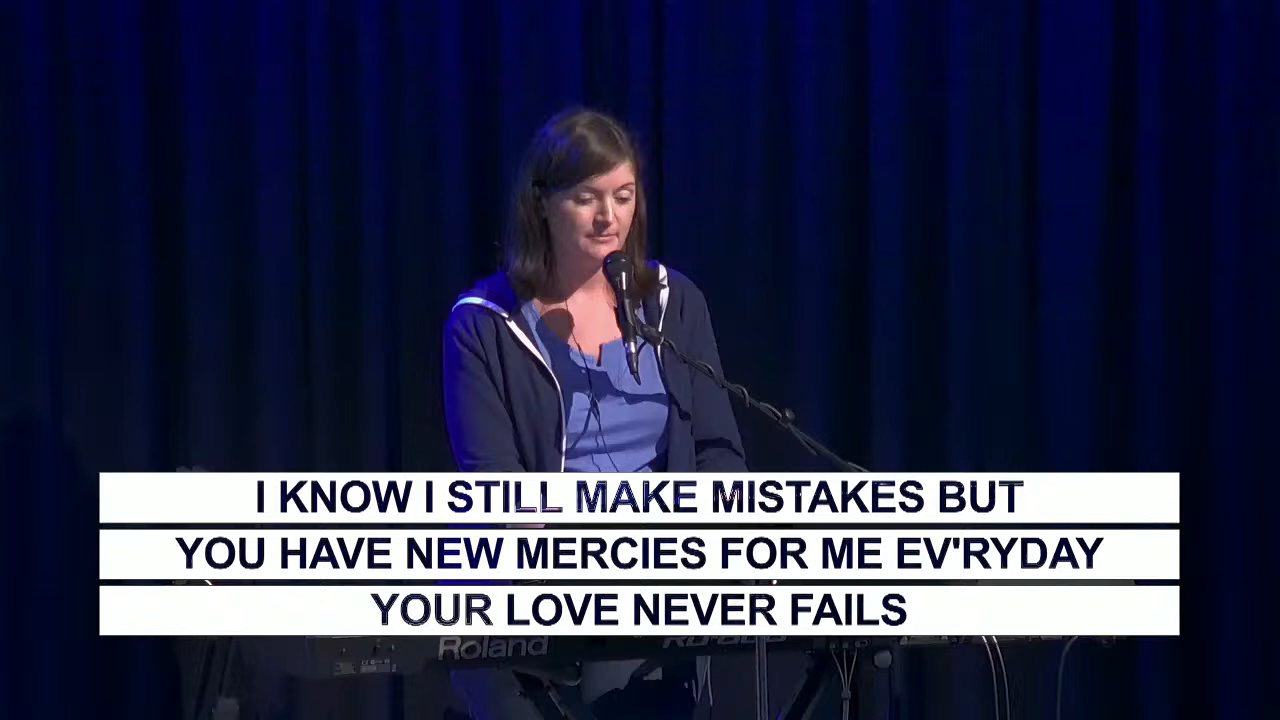 I KNOW I STILL MAKE MISTAKES BUT
YOU HAVE NEW MERCIES FOR ME EV'RYDAY
YOUR LOVE NEVER FAILS
Roland